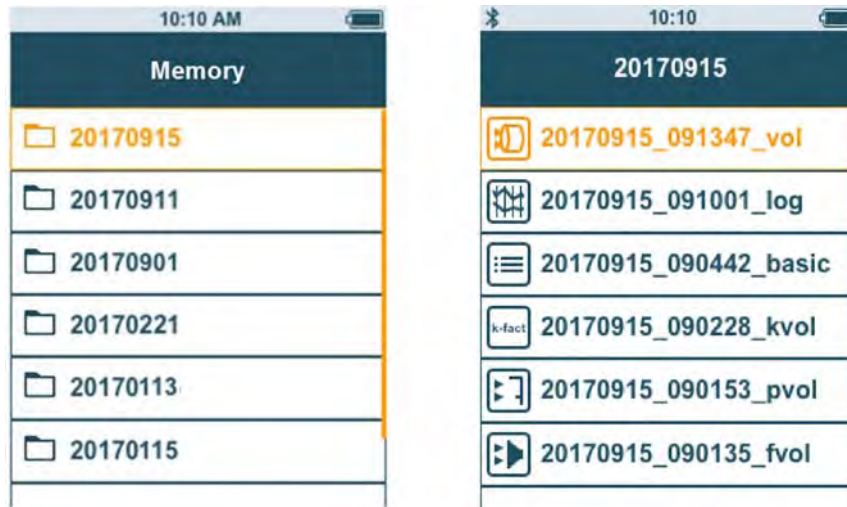 10:10 AM
Memory
20170915
20170911
20170901
20170221
20170113
20170115
10:10
20170915
20170915_091347_vol
20170915_091001_log
20170915_090442_basic
k-fact 20170915_090228_kvol
20170915_090153_pvol
20170915_090135_fvol